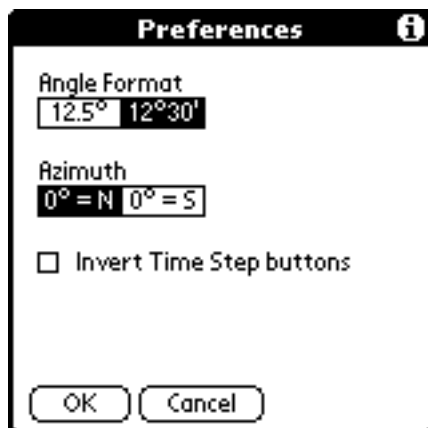 Preferences i
Angle Format
12.5° 12°30'
Azimuth
0° = N 0° = S
Invert Time Step buttons
OK Cancel